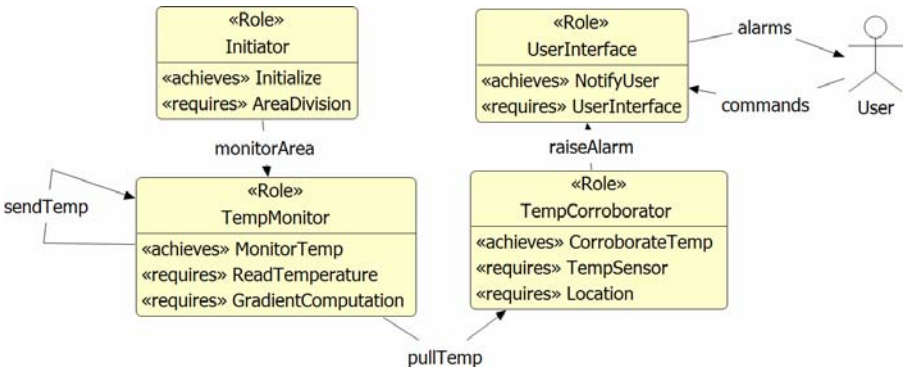 «Role»
Initiator
«achieves» Initialize
«requires» AreaDivision
monitorArea
«Role»
UserInterface
«achieves» NotifyUser
«requires» UserInterface
alarms
commands
User
raiseAlarm
sendTemp
«Role»
TempMonitor
«achieves» MonitorTemp
«requires» ReadTemperature
«requires» GradientComputation
«Role»
TempCorroborator
«achieves» CorroborateTemp
«requires» TempSensor
«requires» Location
pullTemp